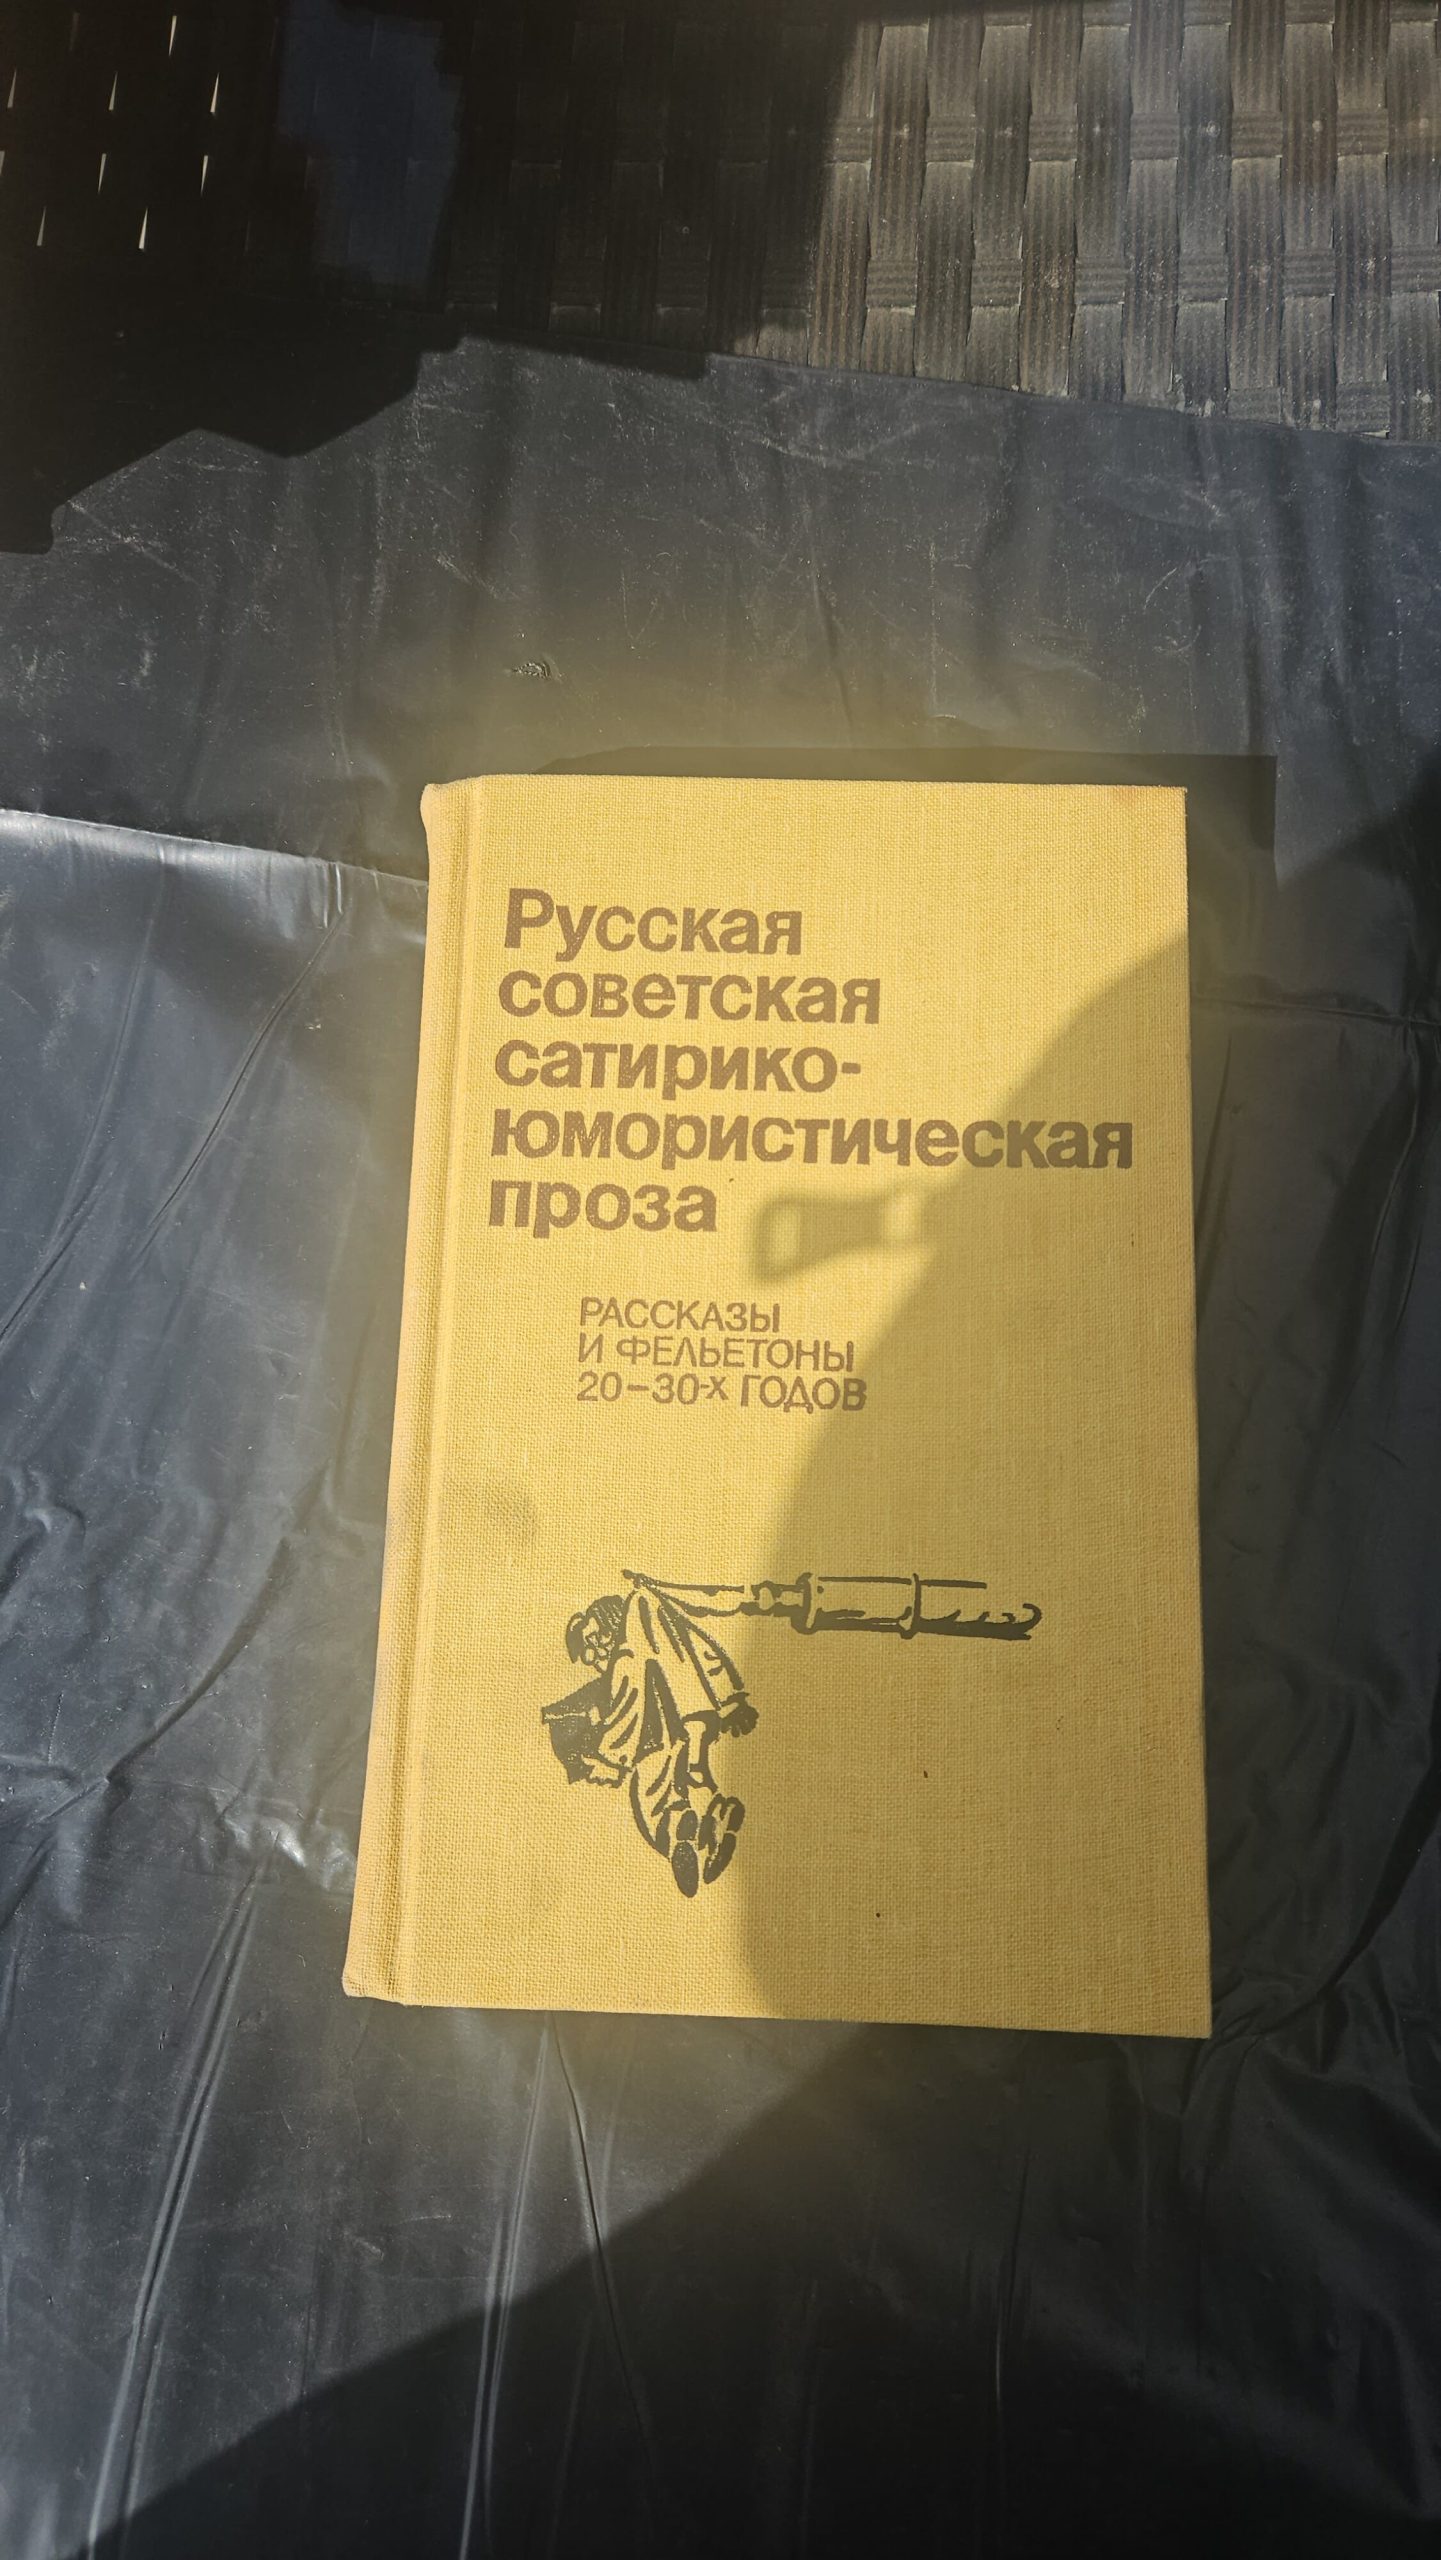 Русская
советская
сатирико-
юмористическая
проза
РАССКАЗЫ
И ФЕЛЬЕТОНЫ
20–30-х ГОДОВ